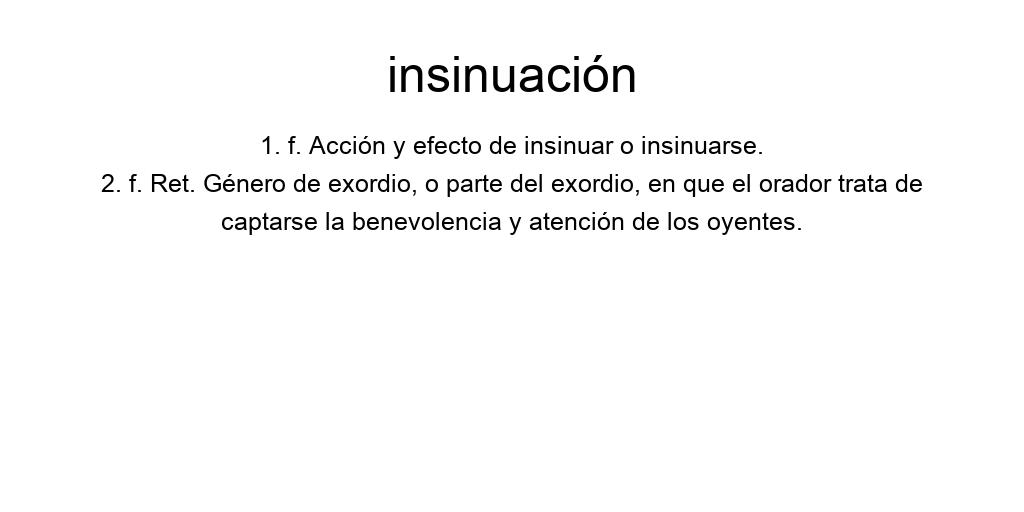 insinuación
1. f. Acción y efecto de insinuar o insinuarse.
2. f. Ret. Género de exordio, o parte del exordio, en que el orador trata de
captarse la benevolencia y atención de los oyentes.